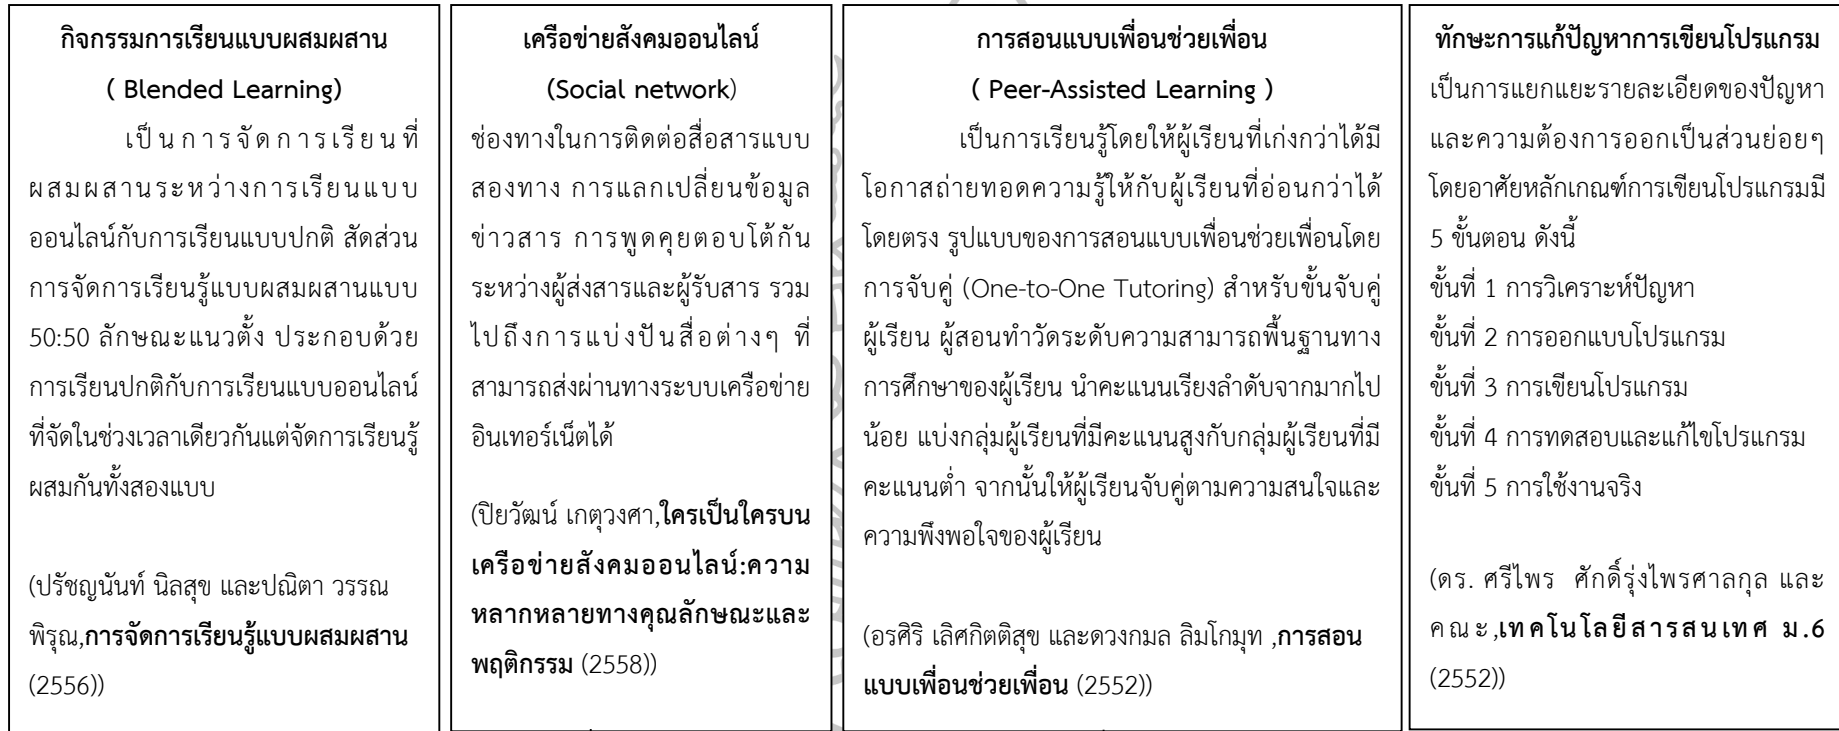 กิจกรรมการเรียนแบบผสมผสาน
( Blended Learning)
เป็นการจัดการเรียนที่
ผสมผสานระหว่างการเรียนแบบ
ออนไลน์กับการเรียนแบบปกติ สัดส่วน
การจัดการเรียนรู้แบบผสมผสานแบบ
50:50 ลักษณะแนวตั้ง ประกอบด้วย
การเรียนปกติกับการเรียนแบบออนไลน์
ที่จัดในช่วงเวลาเดียวกันแต่จัดการเรียนรู้
ผสมกันทั้งสองแบบ
(ปรัชญนันท์ นิลสุข และปณิตา วรรณ
พิรุณ,การจัดการเรียนรู้แบบผสมผสาน
(2556))
เครือข่ายสังคมออนไลน์
(Social network)
ช่องทางในการติดต่อสื่อสารแบบ
สองทาง การแลกเปลี่ยนข้อมูล
ข่าวสาร การพูดคุยตอบโต้กัน
ระหว่างผู้ส่งสารและผู้รับสาร รวม
ไปถึงการแบ่งปันสื่อต่างๆ ที่
สามารถส่งผ่านทางระบบเครือข่าย
อินเทอร์เน็ตได้
(ปิยวัฒน์ เกตุวงศา,ใครเป็นใครบน
เครือข่ายสังคมออนไลน์:ความ
หลากหลายทางคุณลักษณะและ
พฤติกรรม (2558))
การสอนแบบเพื่อนช่วยเพื่อน
( Peer-Assisted Learning )
เป็นการเรียนรู้โดยให้ผู้เรียนที่เก่งกว่าได้มี
โอกาสถ่ายทอดความรู้ให้กับผู้เรียนที่อ่อนกว่าได้
โดยตรง รูปแบบของการสอนแบบเพื่อนช่วยเพื่อนโดย
การจับคู่ (One-to-One Tutoring) สำหรับขั้นจับคู่
ผู้เรียน ผู้สอนทำวัดระดับความสามารถพื้นฐานทาง
การศึกษาของผู้เรียน นำคะแนนเรียงลำดับจากมากไป
น้อย แบ่งกลุ่มผู้เรียนที่มีคะแนนสูงกับกลุ่มผู้เรียนที่มี
คะแนนต่ำ จากนั้นให้ผู้เรียนจับคู่ตามความสนใจและ
ความพึงพอใจของผู้เรียน
(อรศิริ เลิศกิตติสุข และดวงกมล ลิมโกมุท ,การสอน
แบบเพื่อนช่วยเพื่อน (2552))
ทักษะการแก้ปัญหาการเขียนโปรแกรม
เป็นการแยกแยะรายละเอียดของปัญหา
และความต้องการออกเป็นส่วนย่อยๆ
โดยอาศัยหลักเกณฑ์การเขียนโปรแกรมมี
5 ขั้นตอน ดังนี้
ขั้นที่ 1 การวิเคราะห์ปัญหา
ขั้นที่ 2 การออกแบบโปรแกรม
ขั้นที่ 3 การเขียนโปรแกรม
ขั้นที่ 4 การทดสอบและแก้ไขโปรแกรม
ขั้นที่ 5 การใช้งานจริง
(ดร. ศรีไพร ศักดิ์รุ่งไพศาลกุล และ
คณะ,เทคโนโลยีสารสนเทศ ม.6
(2552))